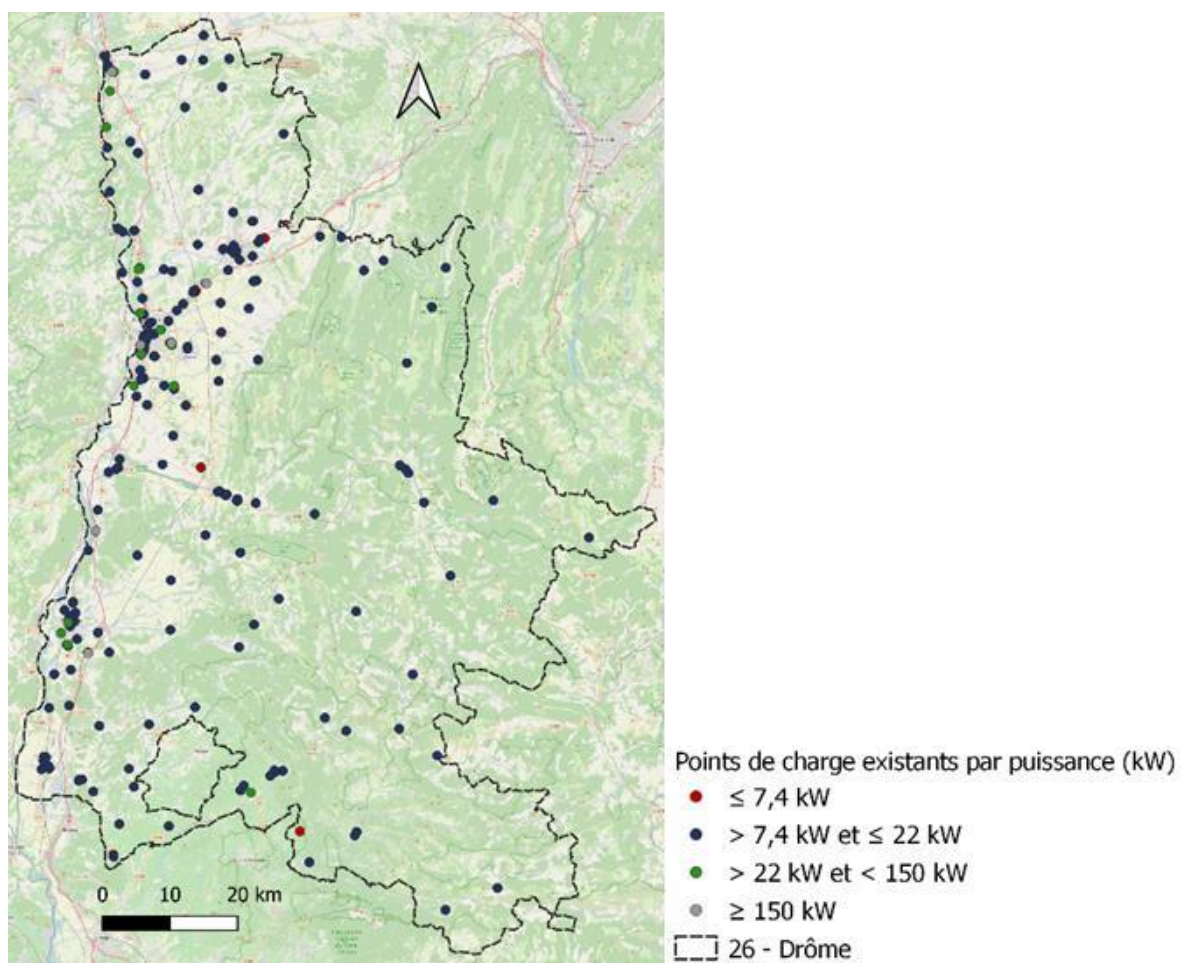 0 10 20 km
Points de charge existants par puissance (kW)
≤ 7,4 kW
> 7,4 kW et ≤ 22 kW
> 22 kW et < 150 kW
≥ 150 kW
26 - Drôme